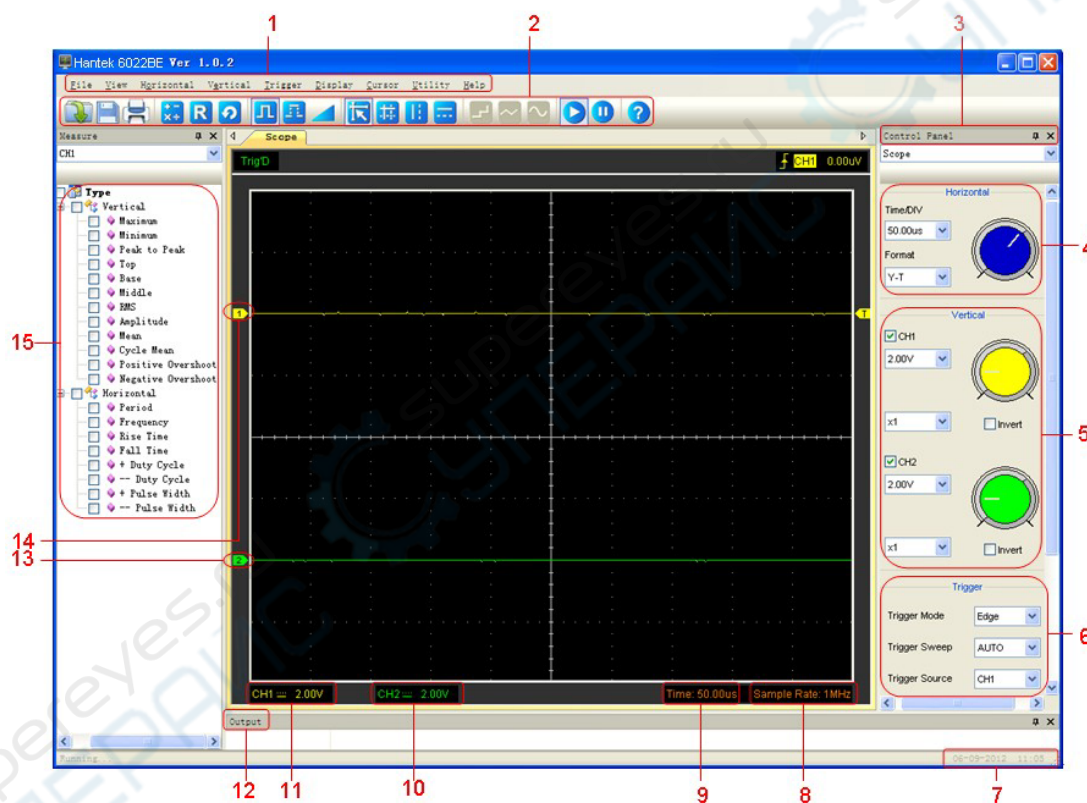 1
2
3
Hantek 6022BE Ver 1.0.2
File View Horizontal Vertical Trigger Display Cursor Utility Help
R
?
Measure
Scope
Control Panel
CH1
Trig'D
CH1 0.00uV
Scope
Type
Vertical
Maximum
Minimum
Peak to Peak
Top
Base
Middle
RMS
Amplitude
Mean
Cycle Mean
Positive Overshoot
Negative Overshoot
Horizontal
Period
Frequency
Rise Time
Fall Time
+ Duty Cycle
-- Duty Cycle
+ Pulse Width
-- Pulse Width
15
14
13
1
T
2
Horizontal
Time/DIV
50.00us
Format
Y-T
4
Vertical
CH1
2.00V
x1
Invert
5
CH2
2.00V
x1
Invert
Trigger
Trigger Mode Edge
Trigger Sweep AUTO
Trigger Source CH1
6
CH1 2.00V
CH2 2.00V
Time: 50.00us
Sample Rate: 1MHz
Output
Running...
06-09-2012 11:05
12
11
10
9
8
7
supereyes.ru
СУПЕРАЙС